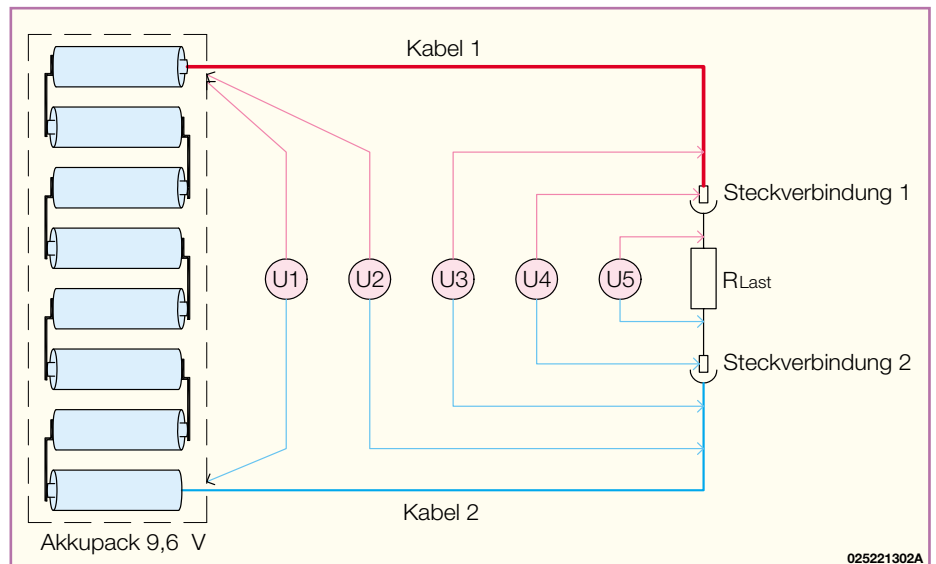 Kabel 1
Steckverbindung 1
U1 U2 U3 U4 U5 RLast
Steckverbindung 2
Kabel 2
Akkupack 9,6 V
025221302A